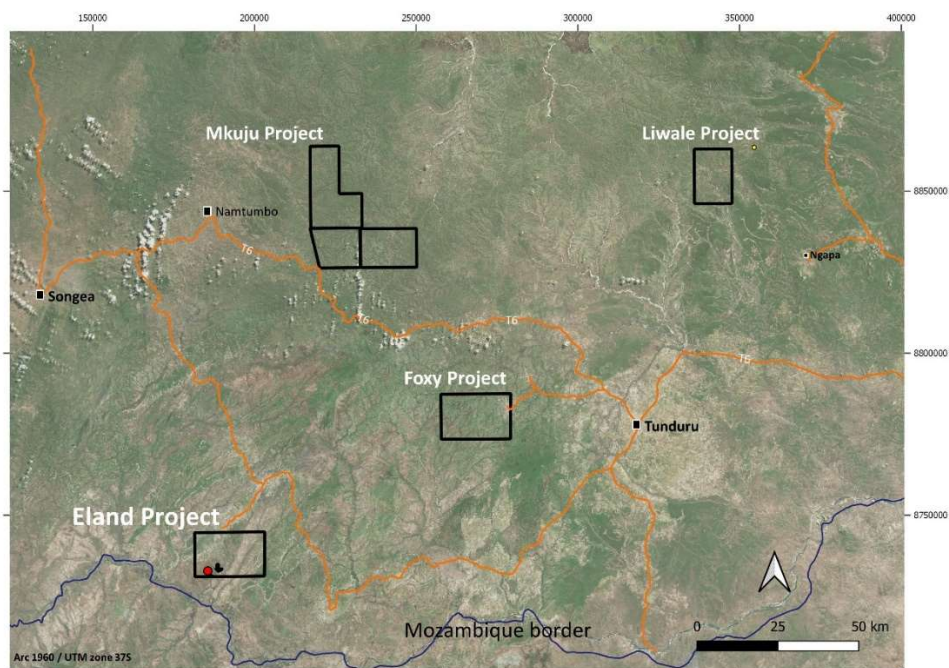 150000 200000 250000 300000 350000 400000
Mkuju Project
Liwale Project
8850000
Namtumbo
T6
Ngapa
Songea
T6
T6
8800000
T6
Foxy Project
Tunduru
Eland Project
8750000
Mozambique border
0 25 50 km
Arc 1960 / UTM zone 37S